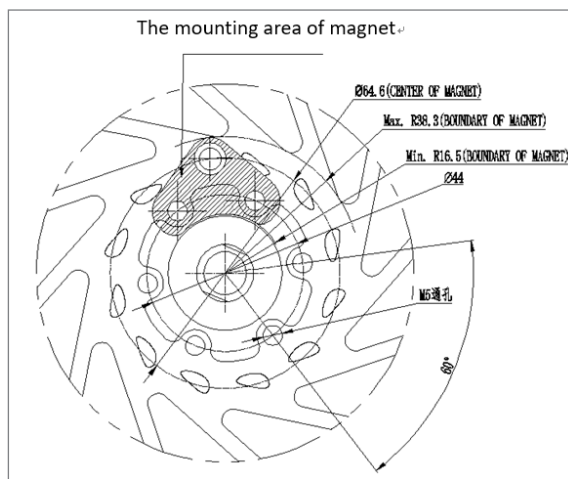 The mounting area of magnet
Ø64.6(CENTER OF MAGNET)
Max. R38.3(BOUNDARY OF MAGNET)
Min. R16.5(BOUNDARY OF MAGNET)
Ø44
M5通孔
60°